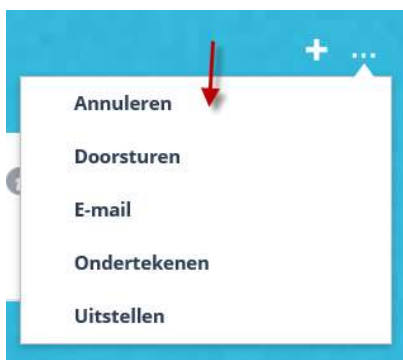 + ...
Annuleren
Doorsturen
E-mail
Ondertekenen
Uitstellen